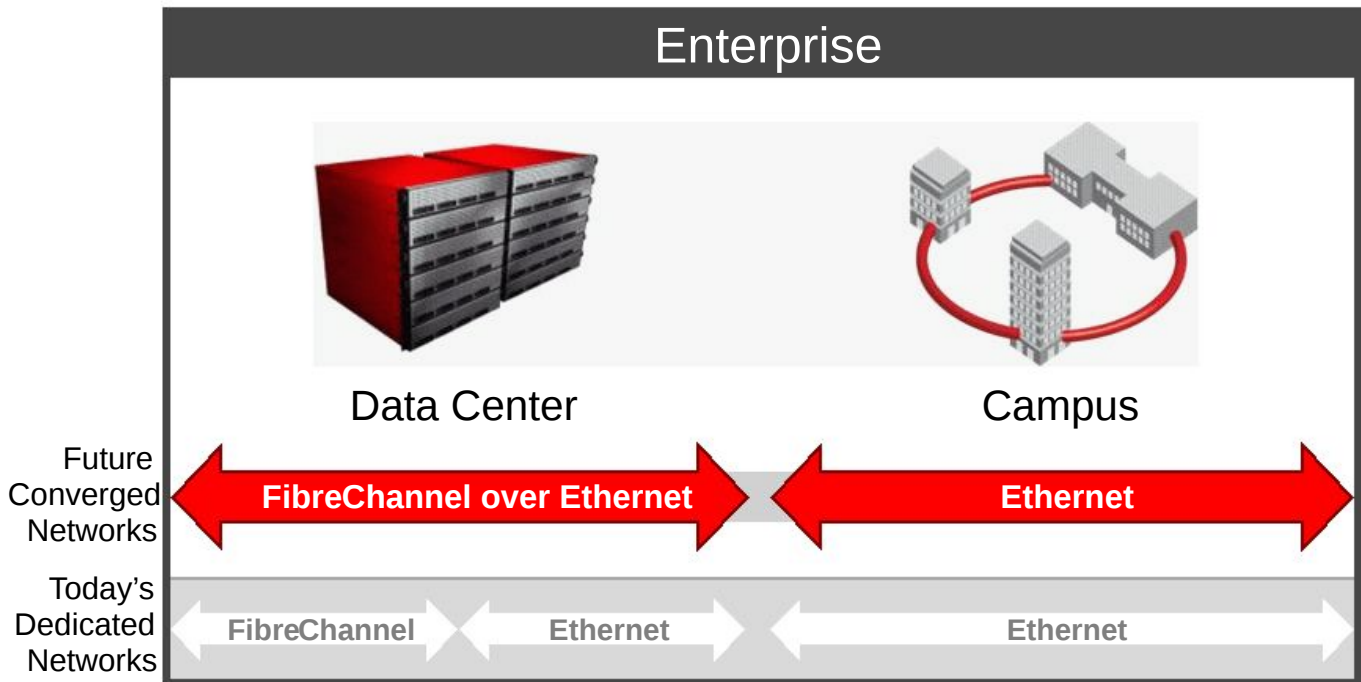 Enterprise
Data Center
Campus
Future
Converged
Networks
FibreChannel over Ethernet
Ethernet
Today’s
Dedicated
Networks
FibreChannel
Ethernet
Ethernet